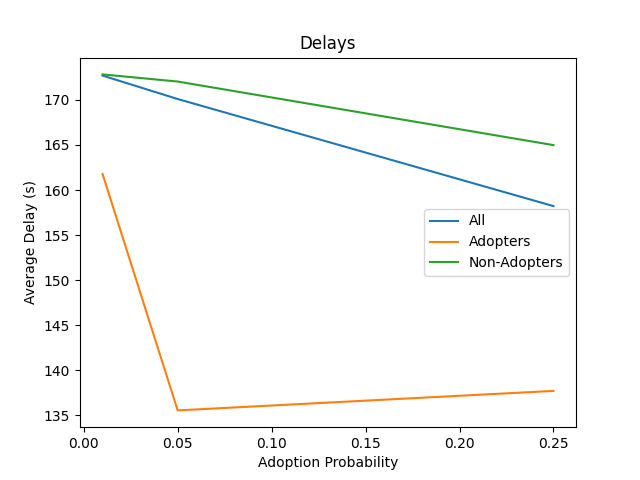 Delays
170
165
160
155
150
145
140
135
Average Delay (s)
All
Adopters
Non-Adopters
0.00 0.05 0.10 0.15 0.20 0.25
Adoption Probability